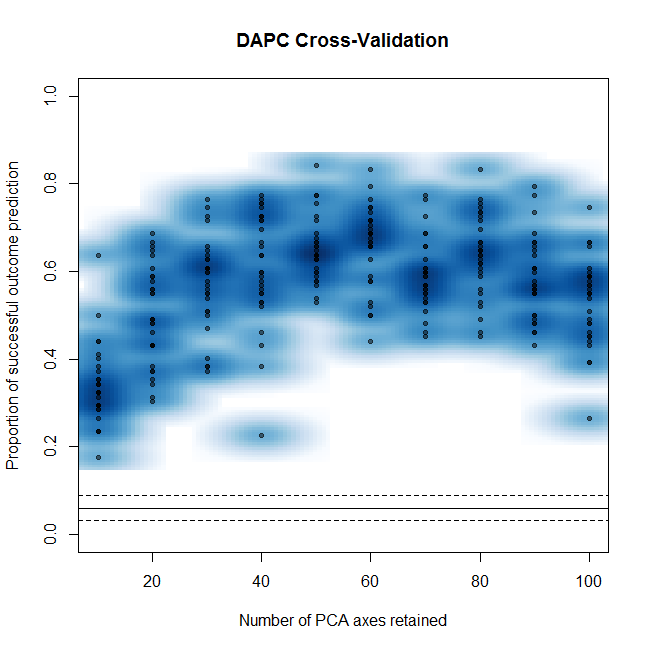 DAPC Cross-Validation
Proportion of successful outcome prediction
1.0
0.8
0.6
0.4
0.2
0.0
20 40 60 80 100
Number of PCA axes retained